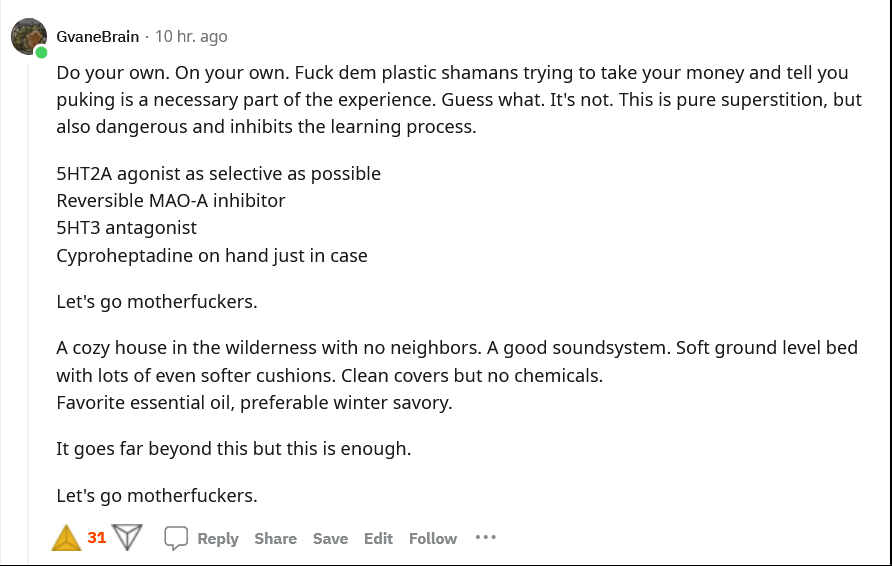 GvaneBrain · 10 hr. ago
Do your own. On your own. Fuck dem plastic shamans trying to take your money and tell you
puking is a necessary part of the experience. Guess what. It's not. This is pure superstition, but
also dangerous and inhibits the learning process.
5HT2A agonist as selective as possible
Reversible MAO-A inhibitor
5HT3 antagonist
Cyproheptadine on hand just in case
Let's go motherfuckers.
A cozy house in the wilderness with no neighbors. A good soundsystem. Soft ground level bed
with lots of even softer cushions. Clean covers but no chemicals.
Favorite essential oil, preferable winter savory.
It goes far beyond this but this is enough.
Let's go motherfuckers.
31 Reply Share Save Edit Follow ···